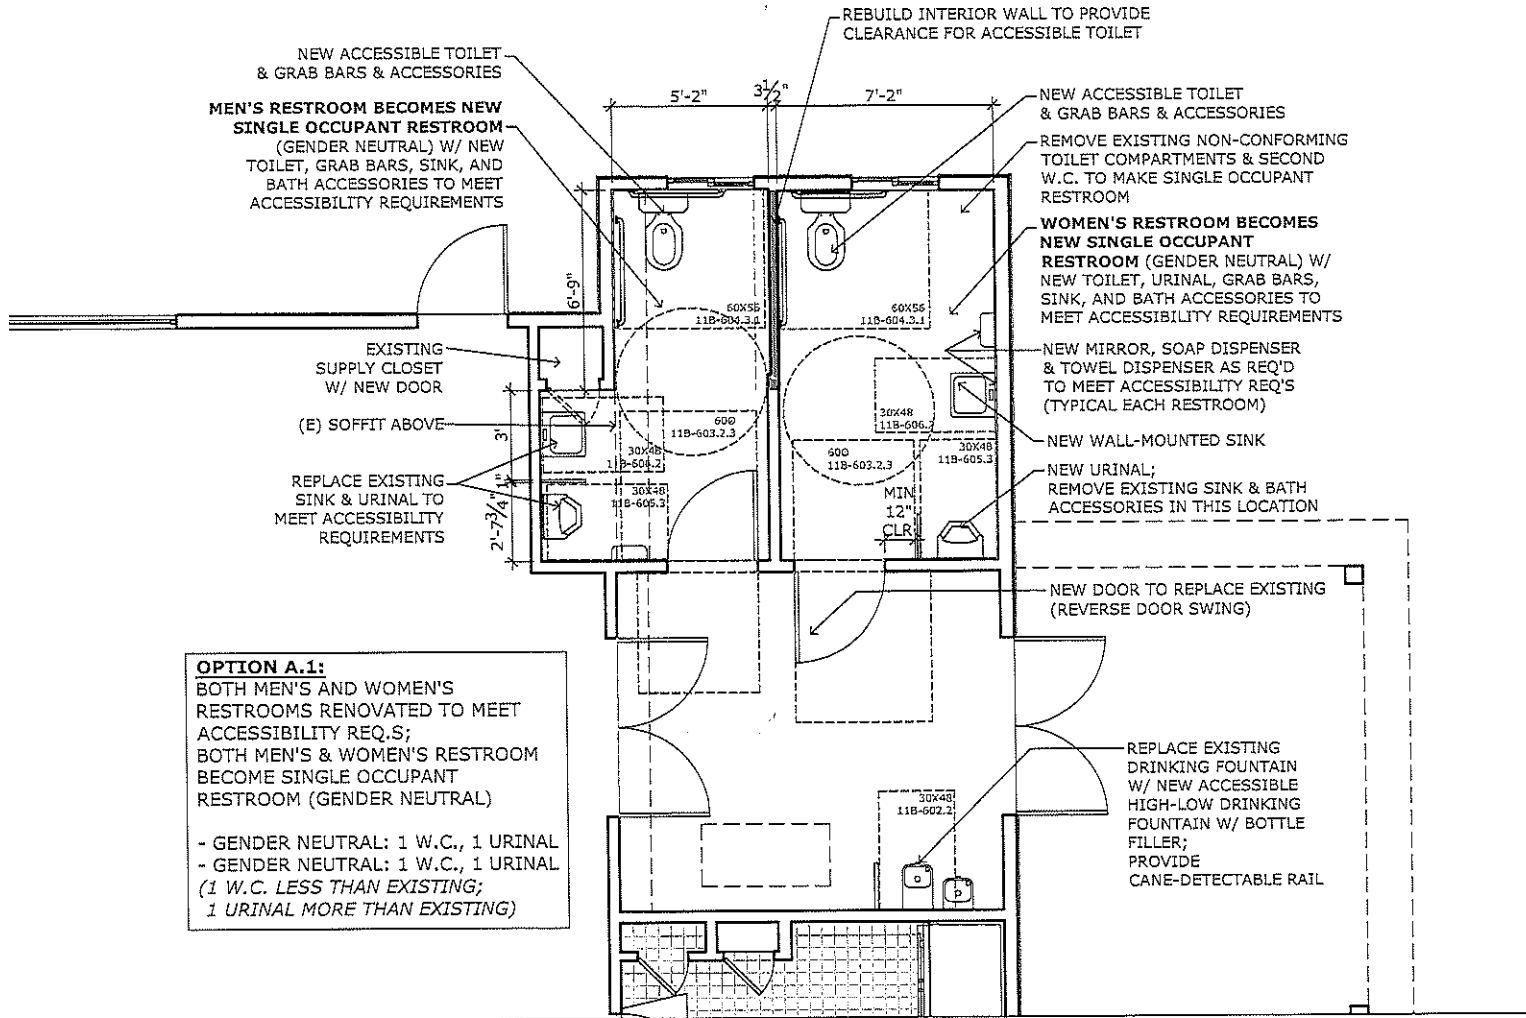 REBUILD INTERIOR WALL TO PROVIDE
CLEARANCE FOR ACCESSIBLE TOILET
NEW ACCESSIBLE TOILET
& GRAB BARS & ACCESSORIES
MEN'S RESTROOM BECOMES NEW
SINGLE OCCUPANT RESTROOM
(GENDER NEUTRAL) W/ NEW
TOILET, GRAB BARS, SINK, AND
BATH ACCESSORIES TO MEET
ACCESSIBILITY REQUIREMENTS
5'-2"
3 1/2"
7'-2"
NEW ACCESSIBLE TOILET
& GRAB BARS & ACCESSORIES
REMOVE EXISTING NON-CONFORMING
TOILET COMPARTMENTS & SECOND
W.C. TO MAKE SINGLE OCCUPANT
RESTROOM
WOMEN'S RESTROOM BECOMES
NEW SINGLE OCCUPANT
RESTROOM (GENDER NEUTRAL) W/
NEW TOILET, URINAL, GRAB BARS,
SINK, AND BATH ACCESSORIES TO
MEET ACCESSIBILITY REQUIREMENTS
6'-9"
60X56
11B-604.3.1
60X56
11B-604.3.1
EXISTING
SUPPLY CLOSET
W/ NEW DOOR
NEW MIRROR, SOAP DISPENSER
& TOWEL DISPENSER AS REQ'D
TO MEET ACCESSIBILITY REQ'S
(TYPICAL EACH RESTROOM)
(E) SOFFIT ABOVE
3'
60Ø
11B-603.2.3
30X48
11B-606.2
30X48
11B-606.2
NEW WALL-MOUNTED SINK
60Ø
11B-603.2.3
30X48
11B-605.3
REPLACE EXISTING
SINK & URINAL TO
MEET ACCESSIBILITY
REQUIREMENTS
1"
2'-7 3/4"
30X48
11B-605.3
MIN
12"
CLR
NEW URINAL;
REMOVE EXISTING SINK & BATH
ACCESSORIES IN THIS LOCATION
NEW DOOR TO REPLACE EXISTING
(REVERSE DOOR SWING)
OPTION A.1:
BOTH MEN'S AND WOMEN'S
RESTROOMS RENOVATED TO MEET
ACCESSIBILITY REQ.S;
BOTH MEN'S & WOMEN'S RESTROOM
BECOME SINGLE OCCUPANT
RESTROOM (GENDER NEUTRAL)
- GENDER NEUTRAL: 1 W.C., 1 URINAL
- GENDER NEUTRAL: 1 W.C., 1 URINAL
(1 W.C. LESS THAN EXISTING;
1 URINAL MORE THAN EXISTING)
30X48
11B-602.2
REPLACE EXISTING
DRINKING FOUNTAIN
W/ NEW ACCESSIBLE
HIGH-LOW DRINKING
FOUNTAIN W/ BOTTLE
FILLER;
PROVIDE
CANE-DETECTABLE RAIL